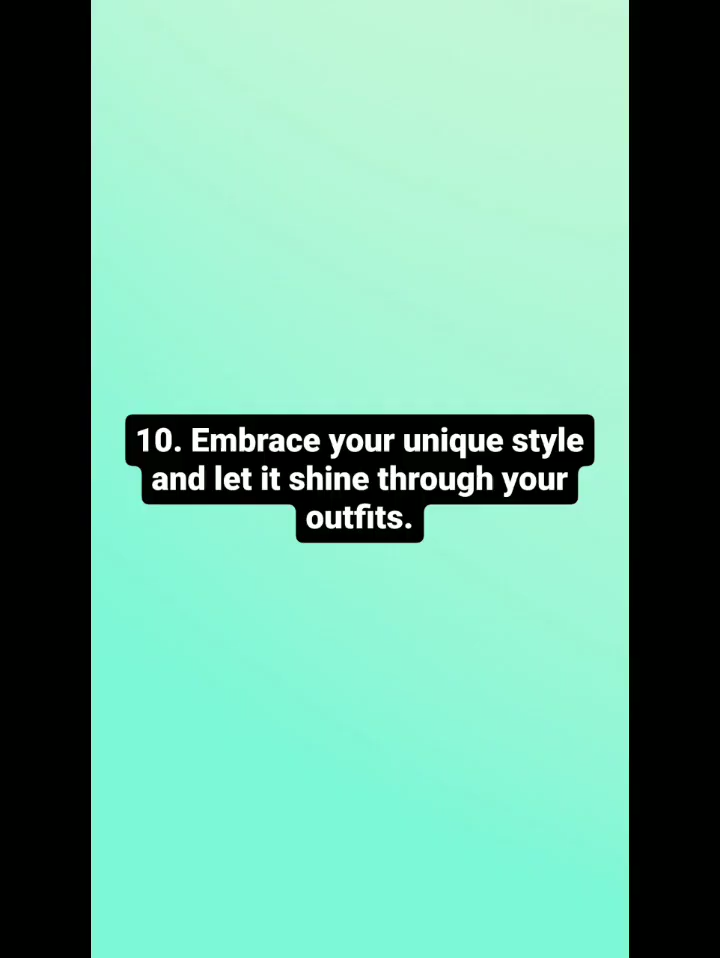 10. Embrace your unique style
and let it shine through your
outfits.